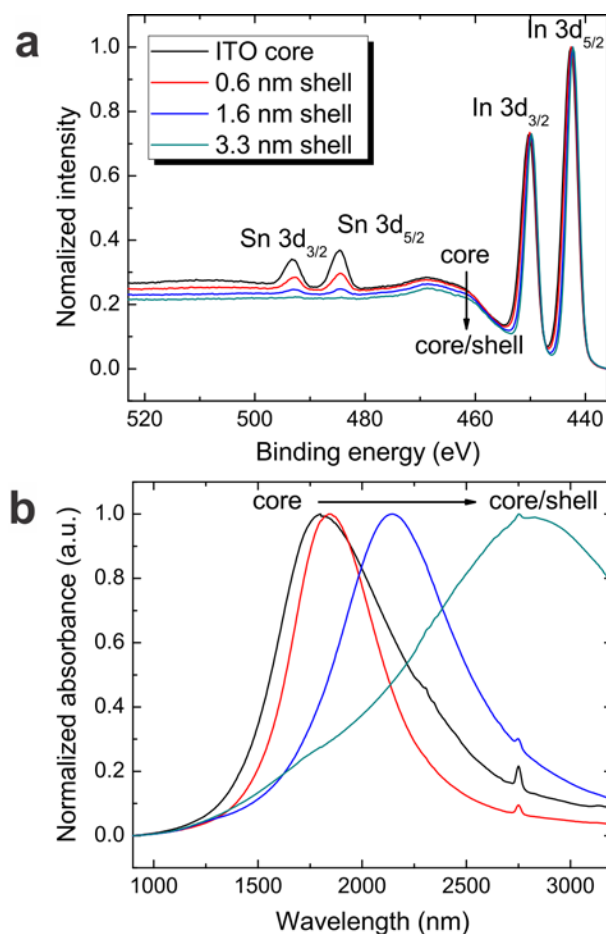 a
ITO core
0.6 nm shell
1.6 nm shell
3.3 nm shell
In 3d5/2
In 3d3/2
Sn 3d3/2
Sn 3d5/2
core
core/shell
1.0
0.8
0.6
0.4
0.2
0.0
Nomalized intensity
520 500 480 460 440
Binding energy (eV)
b
core core/shell
1.0
0.8
0.6
0.4
0.2
0.0
Normalized absorbance (a.u.)
1000 1500 2000 2500 3000
Wavelength (nm)